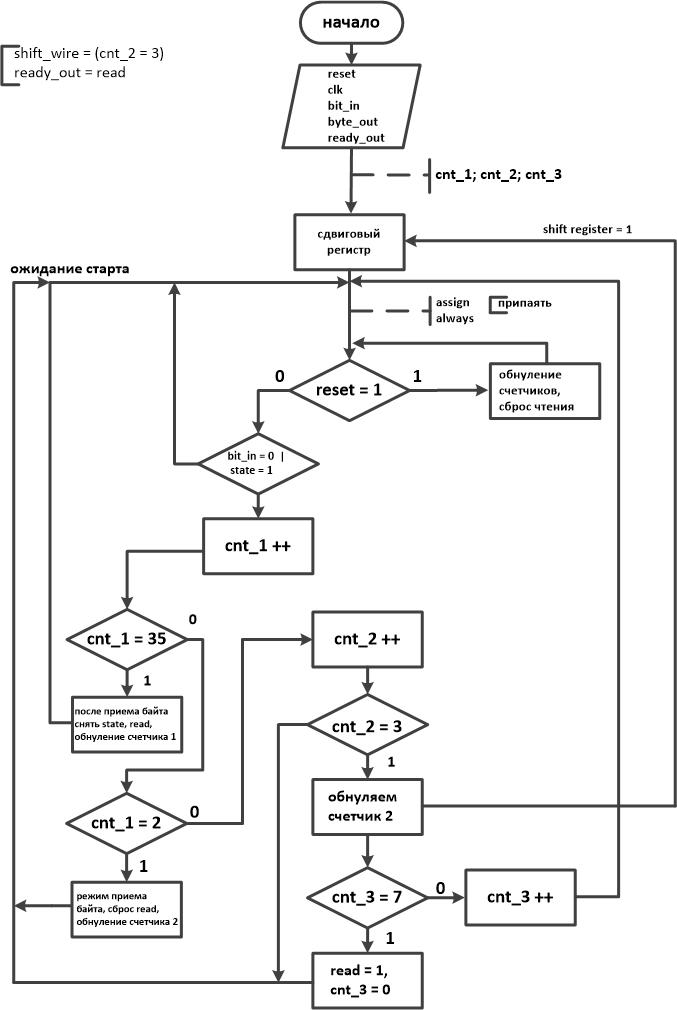 начало
shift_wire = (cnt_2 = 3)
ready_out = read
reset
clk
bit_in
byte_out
ready_out
cnt_1; cnt_2; cnt_3
сдвиговый
регистр
shift register = 1
ожидание старта
assign
always
припаять
0
reset = 1
1
обнуление
счетчиков,
сброс чтения
bit_in = 0 |
state = 1
cnt_1 ++
cnt_1 = 35
0
1
после приема байта
снять state, read,
обнуление счетчика 1
cnt_2 ++
cnt_2 = 3
1
обнуляем
счетчик 2
cnt_1 = 2
0
1
режим приема
байта, сброс read,
обнуление счетчика 2
cnt_3 = 7
0
cnt_3 ++
1
read = 1,
cnt_3 = 0